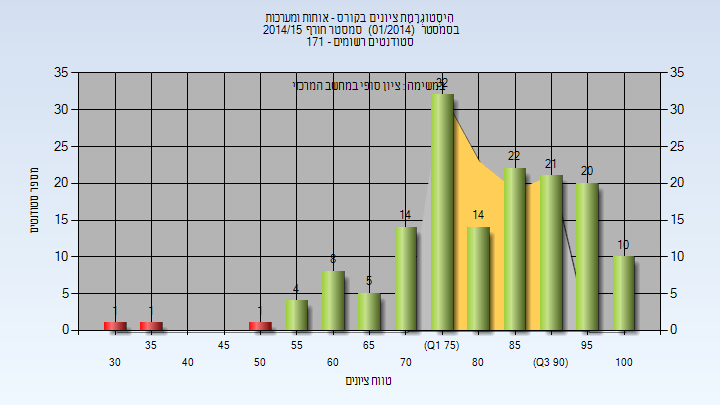 היסטוגרמת ציונים בקורס - אותות ומערכות
בסמסטר (01/2014) סמסטר חורף 2014/15
סטודנטים רשומים - 171
משימה : ציון סופי במחשב המרכזי
מספר סטודנטים
35 35
30 30
25 25
20 20
15 15
10 10
5 5
0 0
1 1 1 4 8 5 14 32 14 22 21 20 10
35 45 55 65 (Q1 75) 85 95
30 40 50 60 70 80 (Q3 90) 100
טווח ציונים